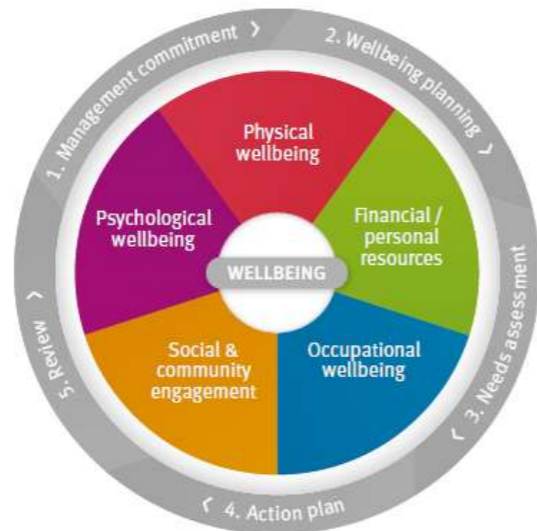 1. Management commitment >
2. Wellbeing planning >
3. Needs assessment >
4. Action plan >
5. Review >
Physical
wellbeing
Financial /
personal
resources
Occupational
wellbeing
Social &
community
engagement
Psychological
wellbeing
WELLBEING